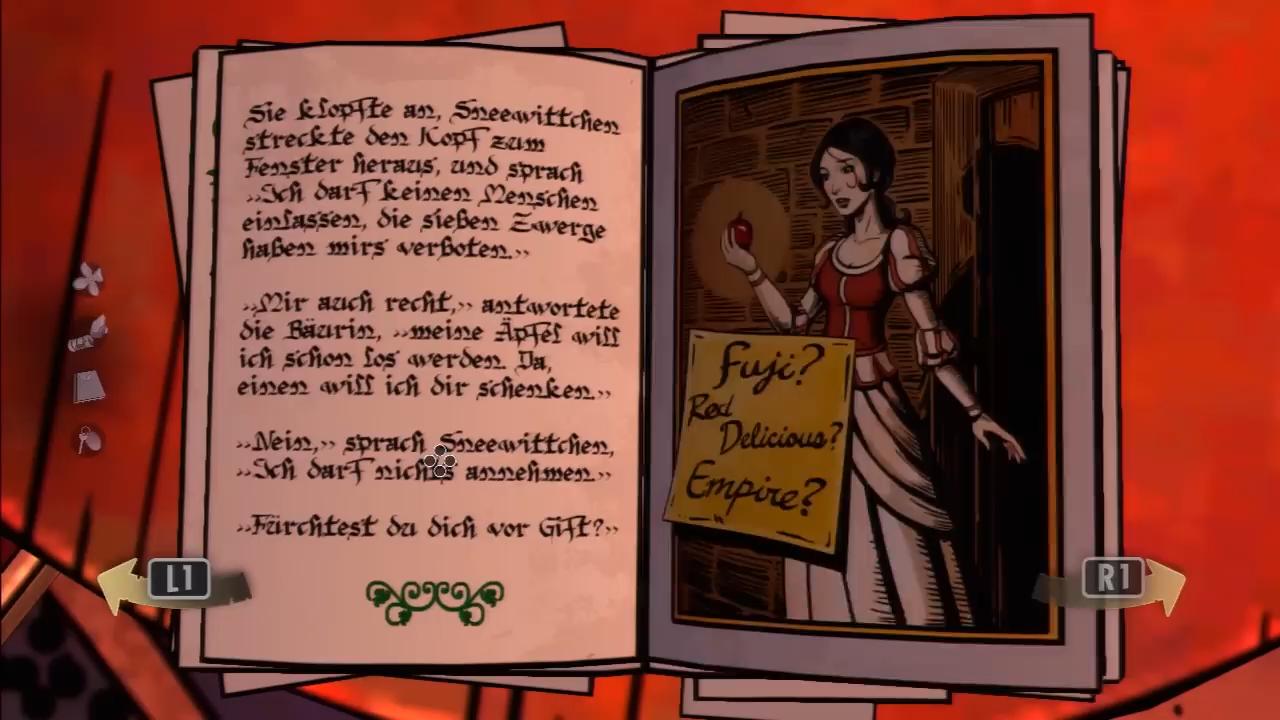 Sie klopfte an, Sneewittchen
streckte den Kopf zum
Fenster heraus, und sprach
„Ich darf keinen Menschen
einlassen, die sieben Zwerge
haben mirs verboten.”
„Mir auch recht,” antwortete
die Bäurin, „meine Äpfel will
ich schon los werden. Da,
einen will ich dir schenken.”
„Nein,” sprach Sneewittchen,
„Ich darf nichts annehmen.”
„Fürchtest du dich vor Gift?”
Fuji?
Red
Delicious?
Empire?
L1
R1